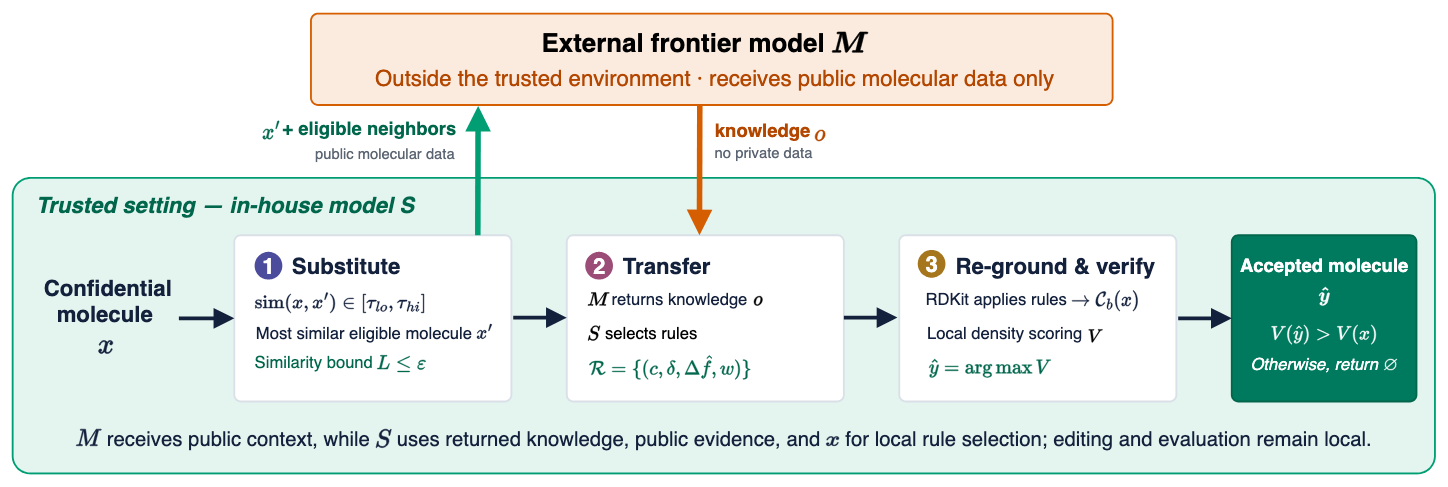 External frontier model M
Outside the trusted environment · receives public molecular data only
x′ + eligible neighbors
public molecular data
knowledge o
no private data
Trusted setting — in-house model S
Confidential
molecule
x
1 Substitute
sim(x, x′) ∈ [τ_lo, τ_hi]
Most similar eligible molecule x′
Similarity bound L ≤ ε
2 Transfer
M returns knowledge o
S selects rules
ℛ = {(c, δ, Δf̂, w)}
3 Re-ground & verify
RDKit applies rules → 𝒞_b(x)
Local density scoring V
ŷ = arg max V
Accepted molecule
ŷ
V(ŷ) > V(x)
Otherwise, return ∅
M receives public context, while S uses returned knowledge, public evidence, and x for local rule selection; editing and evaluation remain local.